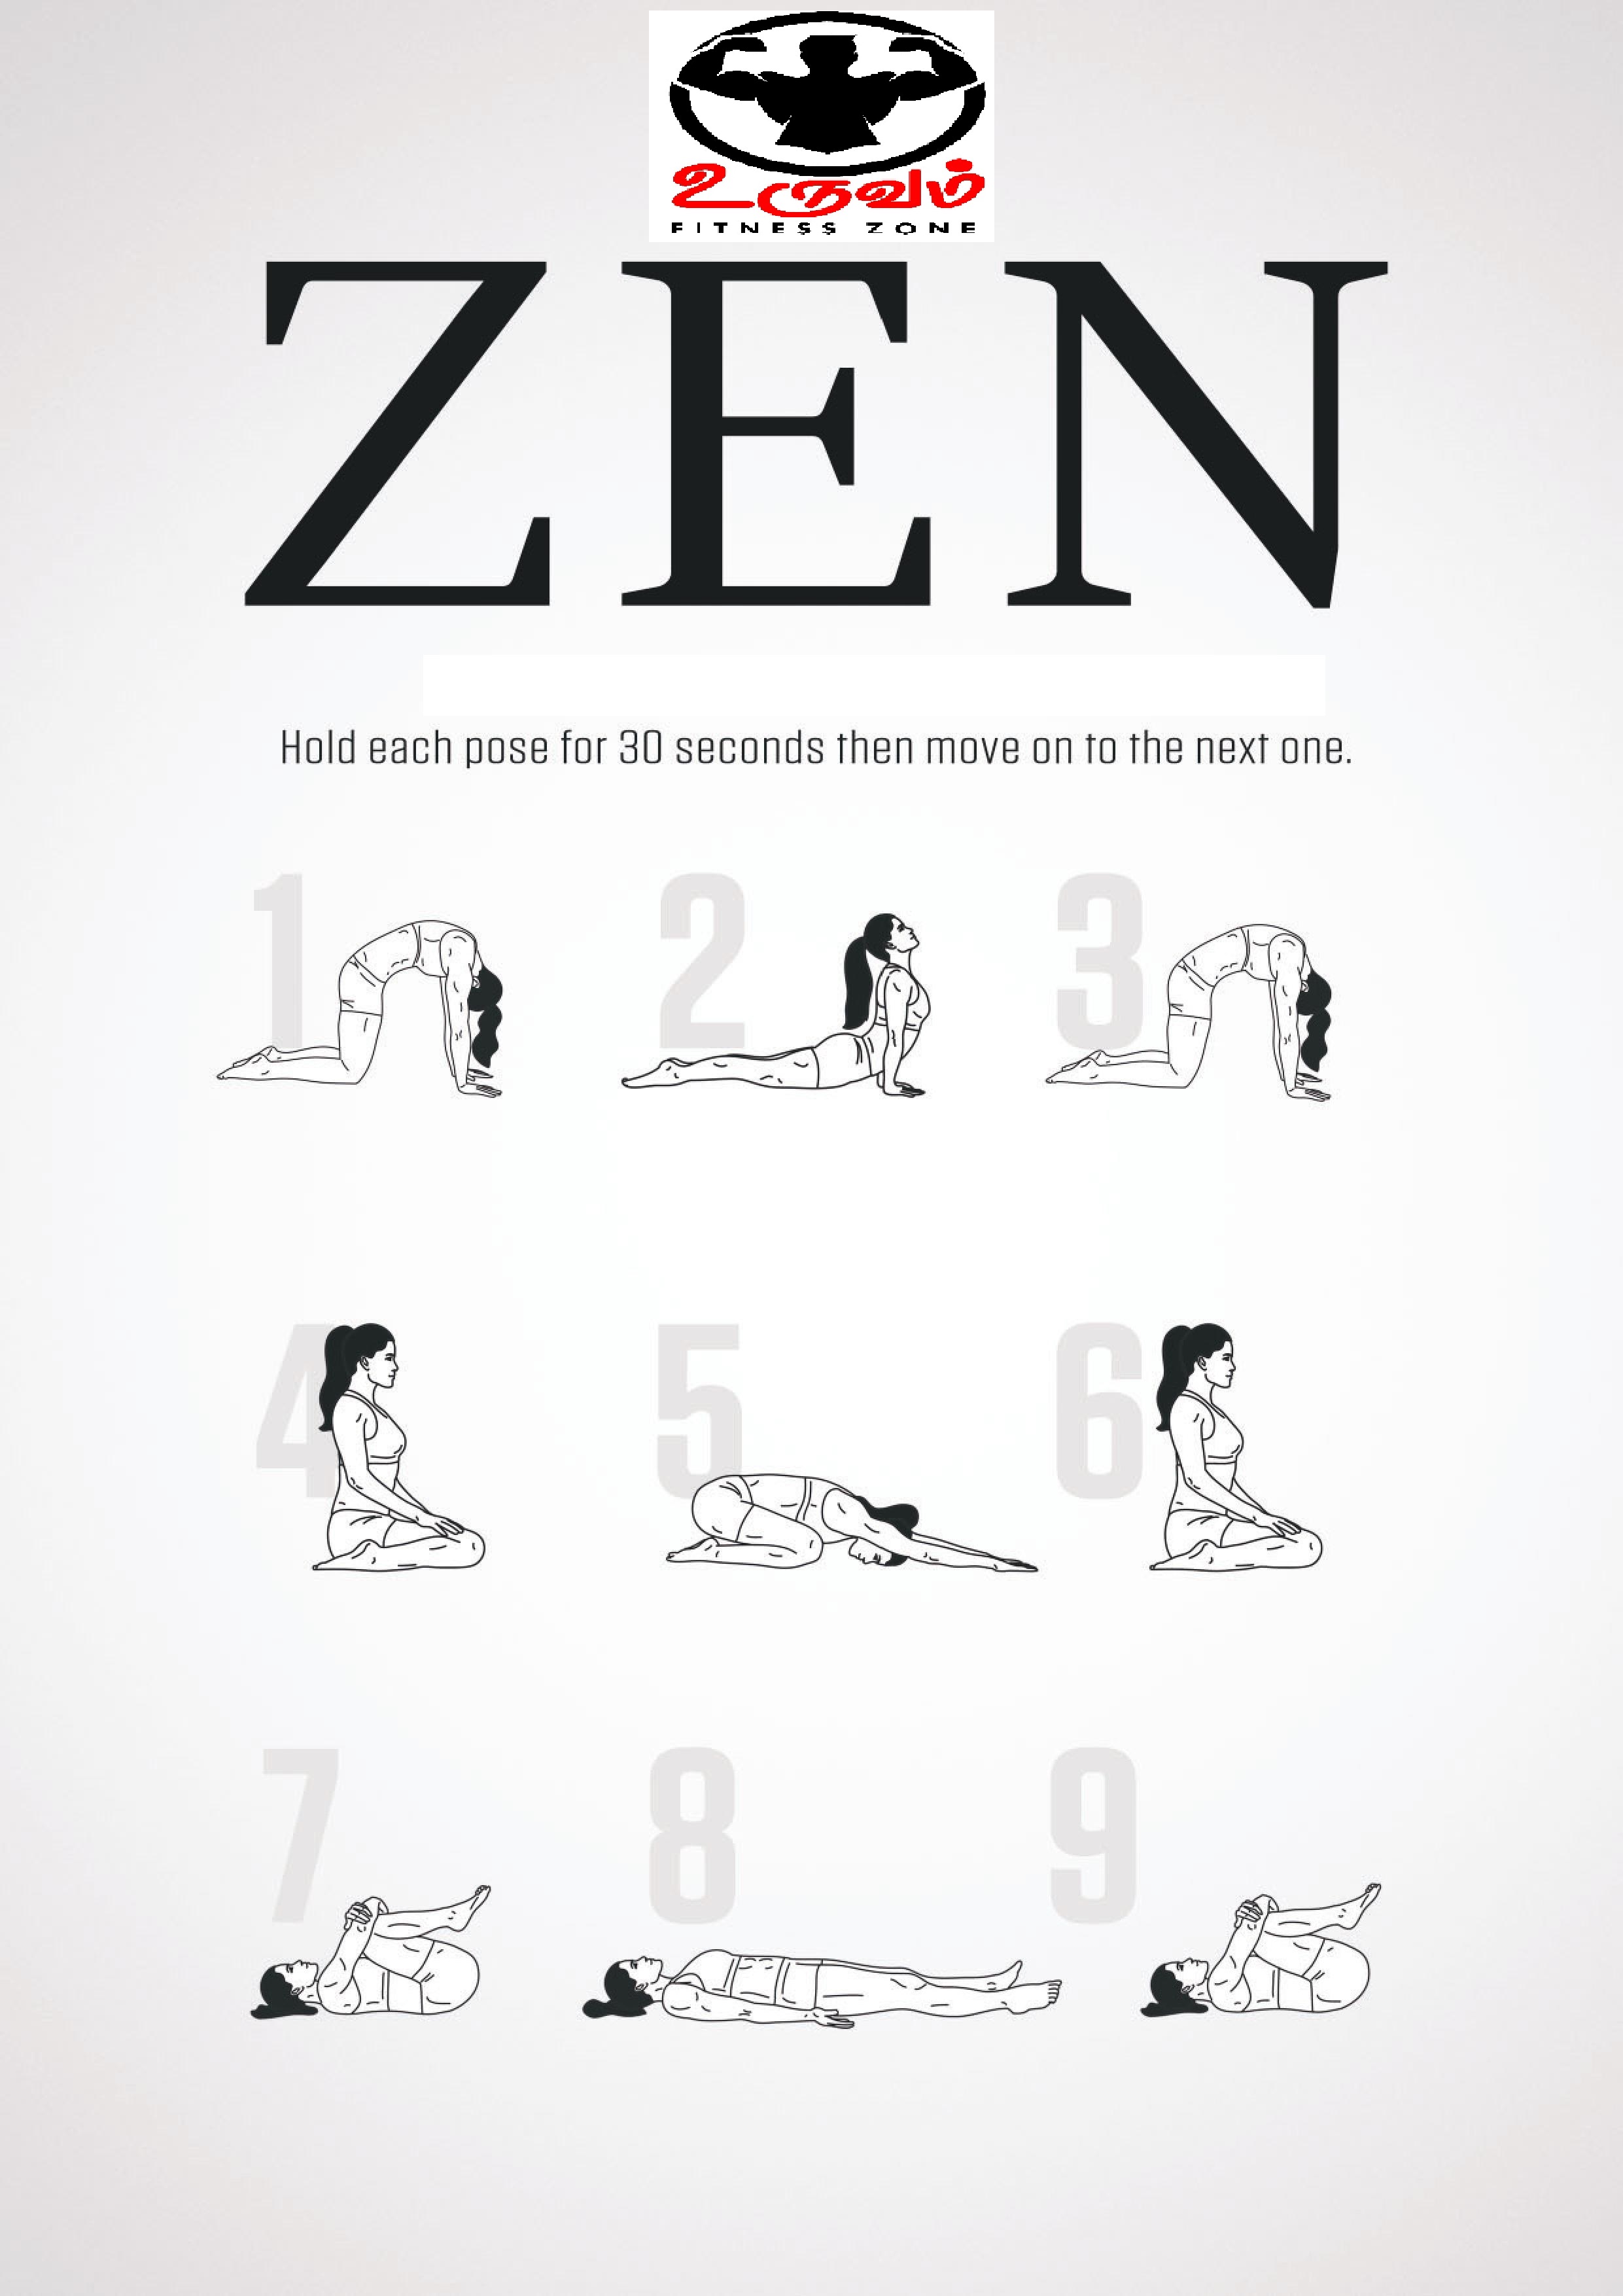 உருவம்
FITNESS ZONE
ZEN
Hold each pose for 30 seconds then move on to the next one.
1
2
3
4
5
6
7
8
9